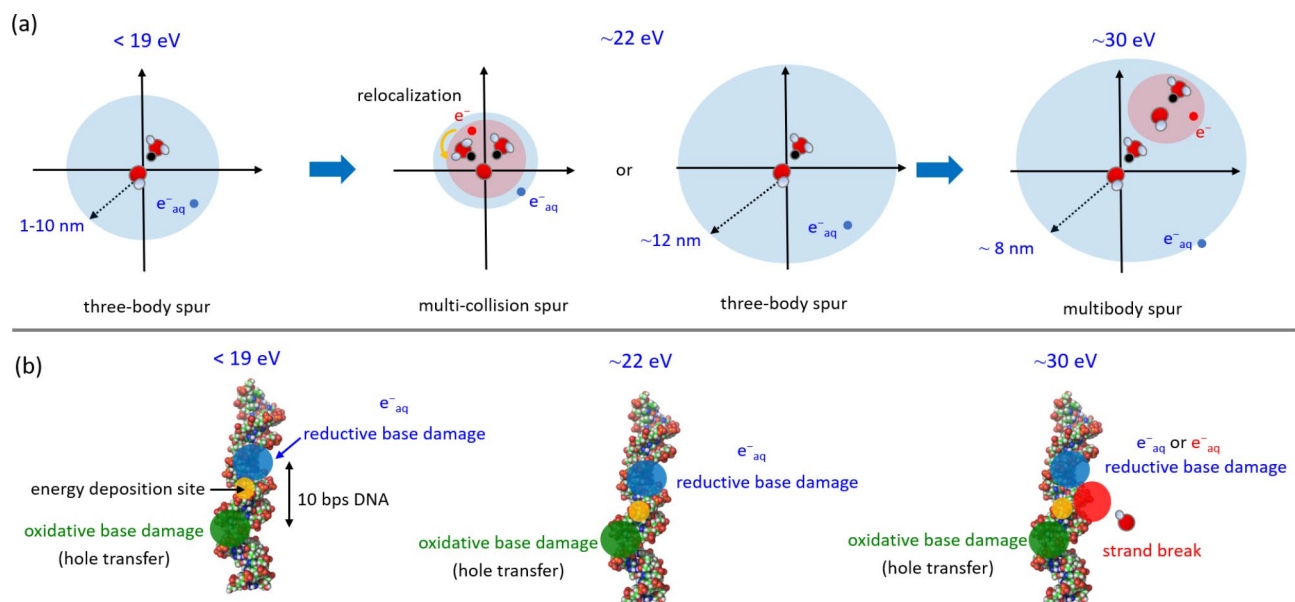 (a)
< 19 eV
~22 eV
~30 eV
relocalization
e⁻
e⁻aq
1-10 nm
three-body spur
e⁻aq
multi-collision spur
or
e⁻aq
~12 nm
three-body spur
e⁻
e⁻aq
~ 8 nm
multibody spur
(b)
< 19 eV
e⁻aq
reductive base damage
energy deposition site
10 bps DNA
oxidative base damage
(hole transfer)
~22 eV
e⁻aq
reductive base damage
oxidative base damage
(hole transfer)
~30 eV
e⁻aq or e⁻aq
reductive base damage
oxidative base damage
(hole transfer)
strand break